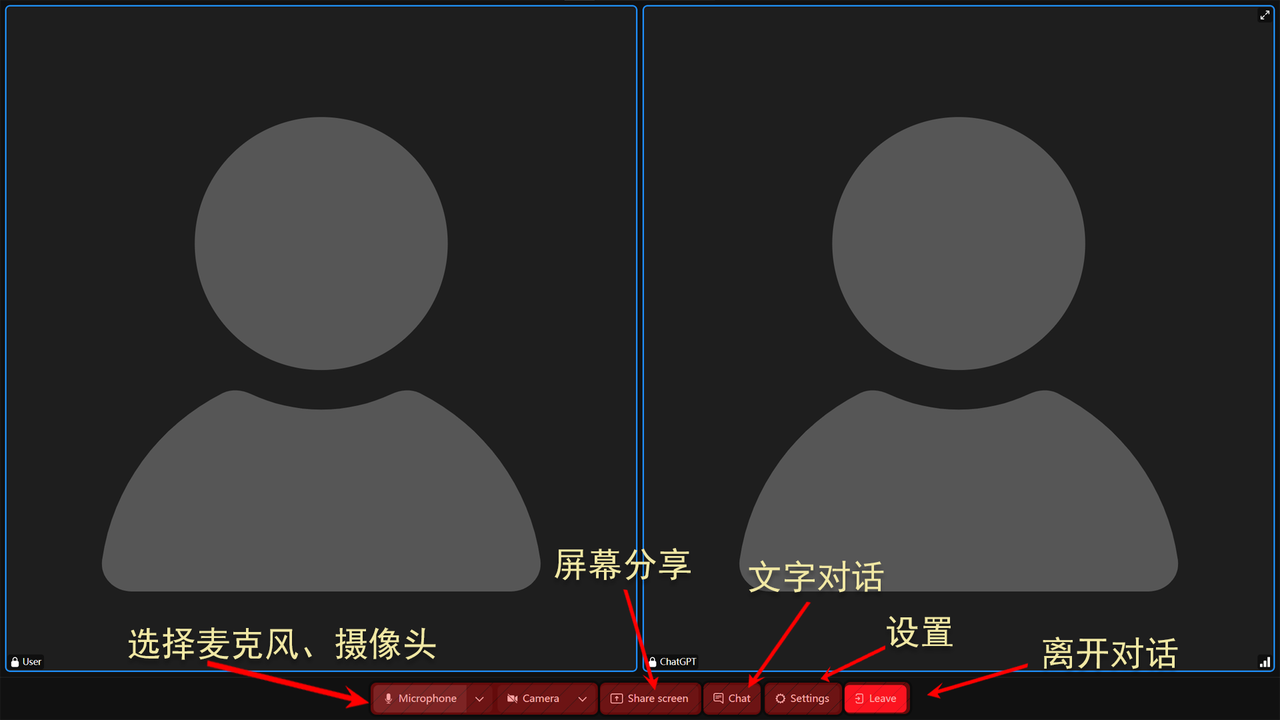 屏幕分享
文字对话
设置
选择麦克风、摄像头
离开对话
User
ChatGPT
Microphone
Camera
Share screen
Chat
Settings
Leave